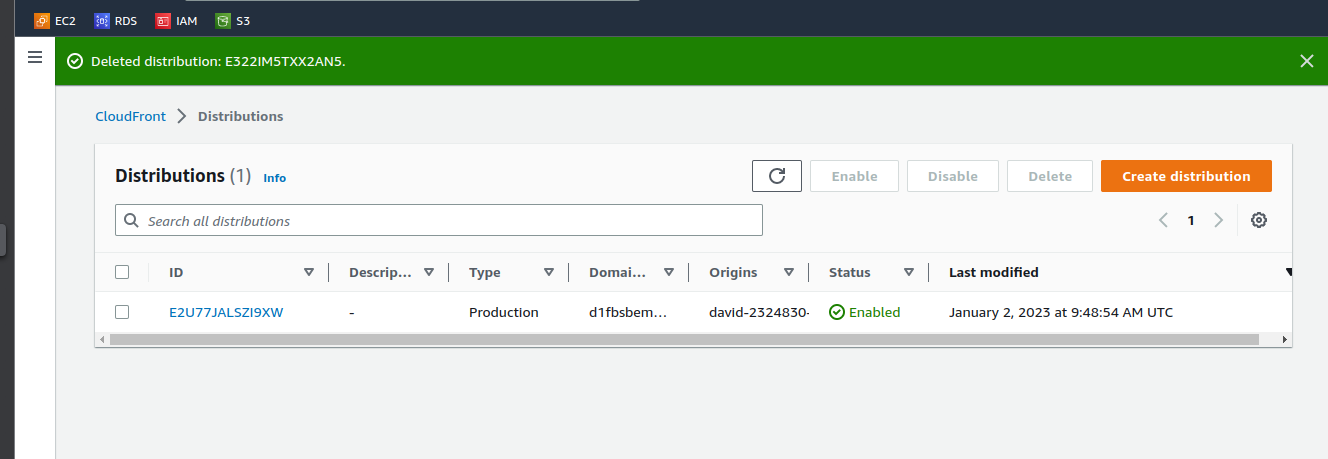 EC2 RDS IAM S3
Deleted distribution: E322IM5TXX2AN5.
CloudFront Distributions
Distributions (1) Info Enable Disable Delete Create distribution
Search all distributions 1
ID Descrip... Type Domai... Origins Status Last modified
E2U77JALSZI9XW - Production d1fbsbem... david-2324830- Enabled January 2, 2023 at 9:48:54 AM UTC